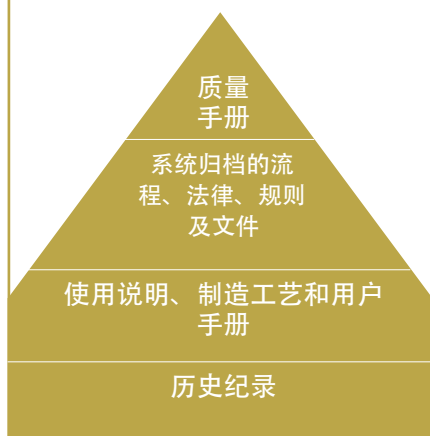 质量
手册
系统归档的流
程、法律、规则
及文件
使用说明、制造工艺和用户
手册
历史纪录